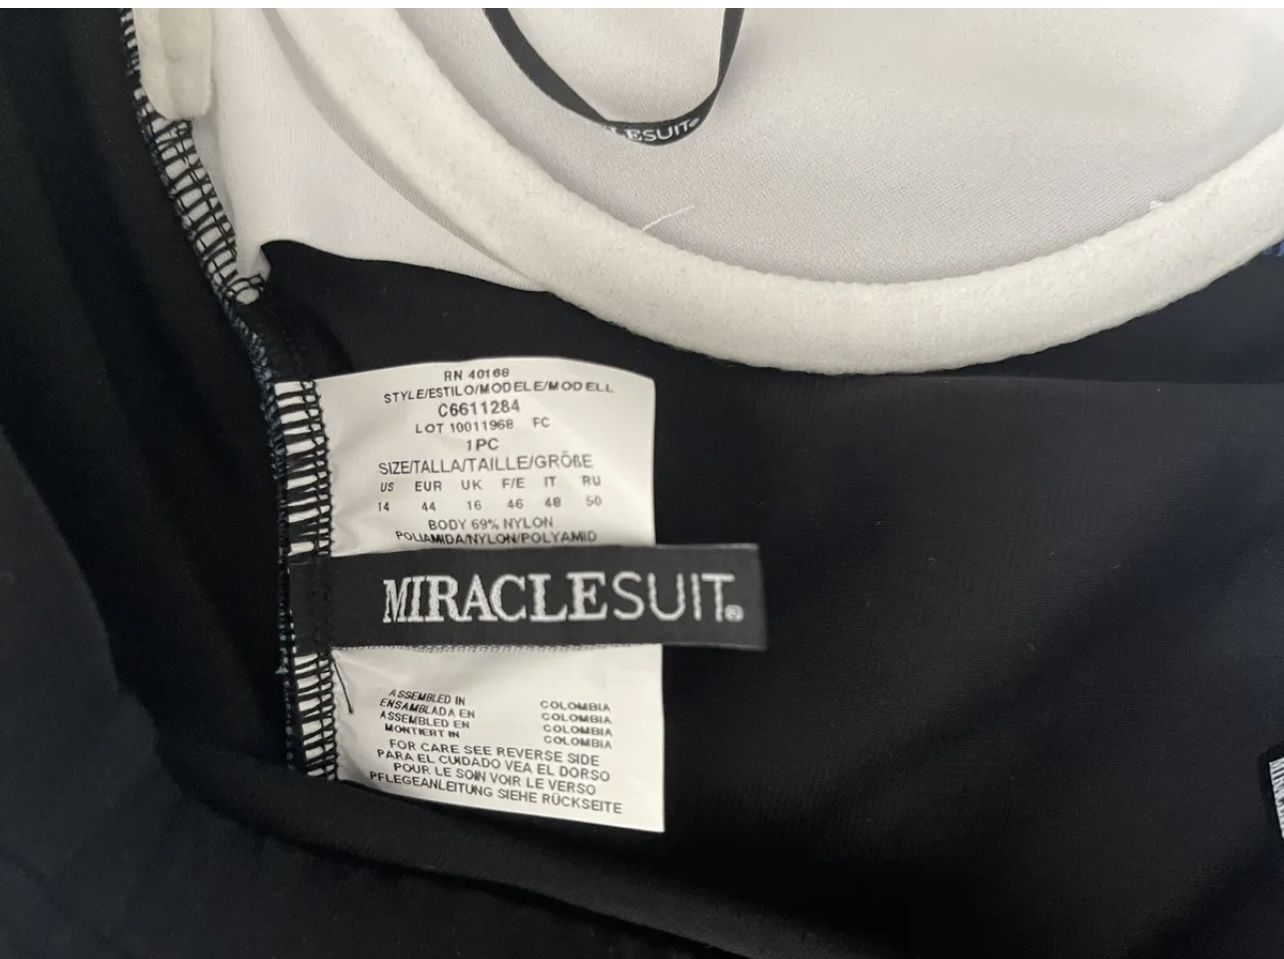 LESUIT®
RN 40168
STYLE/ESTILO/MODELE/MODELL
C6611284
LOT 10011968 FC
1PC
SIZE/TALLA/TAILLE/GRÖßE
US EUR UK F/E IT RU
14 44 16 46 48 50
BODY 69% NYLON
POLIAMIDA/NYLON/POLYAMID
MIRACLESUIT®
ASSEMBLED IN COLOMBIA
ENSAMBLADA EN COLOMBIA
ASSEMBLED EN COLOMBIA
MONTIERT IN COLOMBIA
FOR CARE SEE REVERSE SIDE
PARA EL CUIDADO VEA EL DORSO
POUR LE SOIN VOIR LE VERSO
PFLEGEANLEITUNG SIEHE RÜCKSEITE